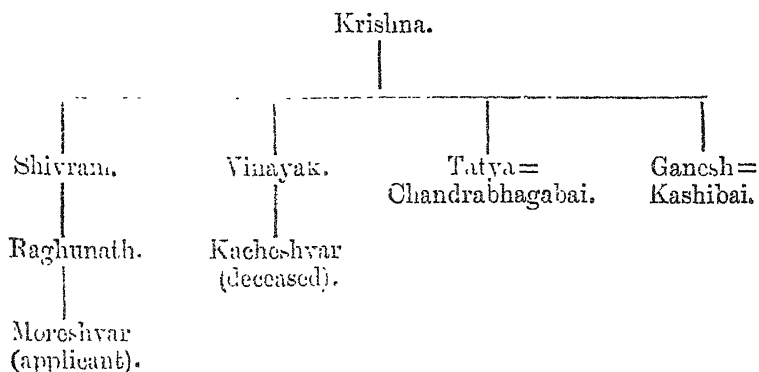 Krishna.
Shivram. Vinayak. Tatya= Ganesh=
Chandrabhagabai. Kashibai.
Raghunath. Kacheshvar
(deceased).
Moreshvar
(applicant).